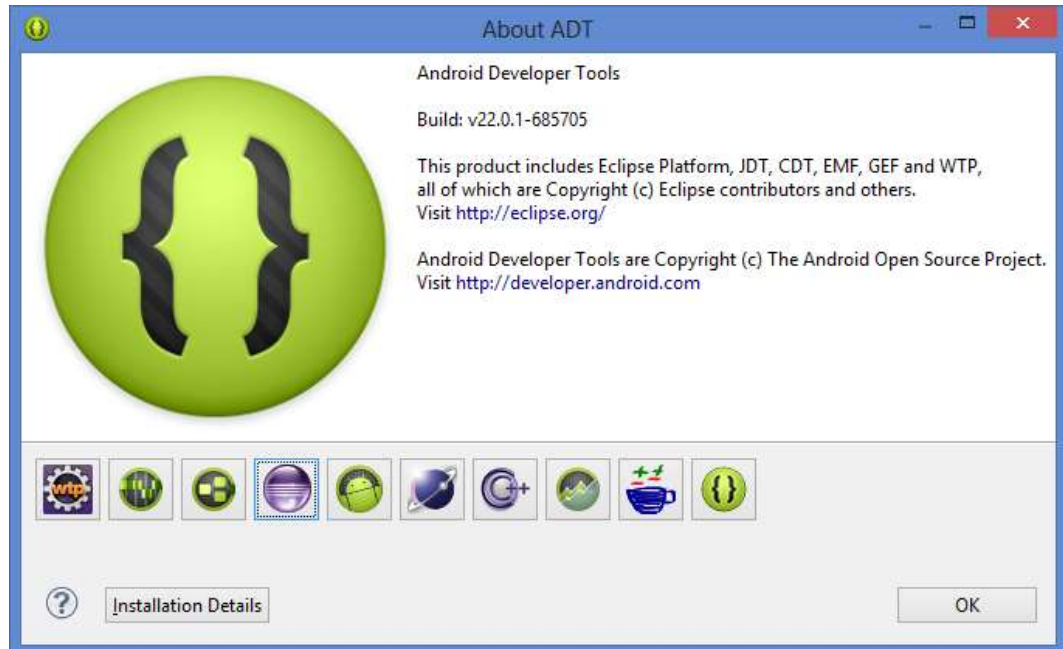 About ADT
Android Developer Tools
Build: v22.0.1-685705
This product includes Eclipse Platform, JDT, CDT, EMF, GEF and WTP,
all of which are Copyright (c) Eclipse contributors and others.
Visit http://eclipse.org/
Android Developer Tools are Copyright (c) The Android Open Source Project.
Visit http://developer.android.com
wtp
C++
Installation Details
OK